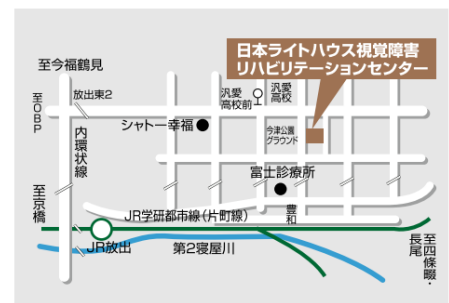 日本ライトハウス視覚障害
リハビリテーションセンター
至今福鶴見
至OBP
放出東2
汎愛
高校前
汎愛
高校
シャトー幸福
今津公園
グラウンド
内環状線
富士診療所
至京橋
豊和
JR学研都市線(片町線)
JR放出
第2寝屋川
至四條畷・
長尾